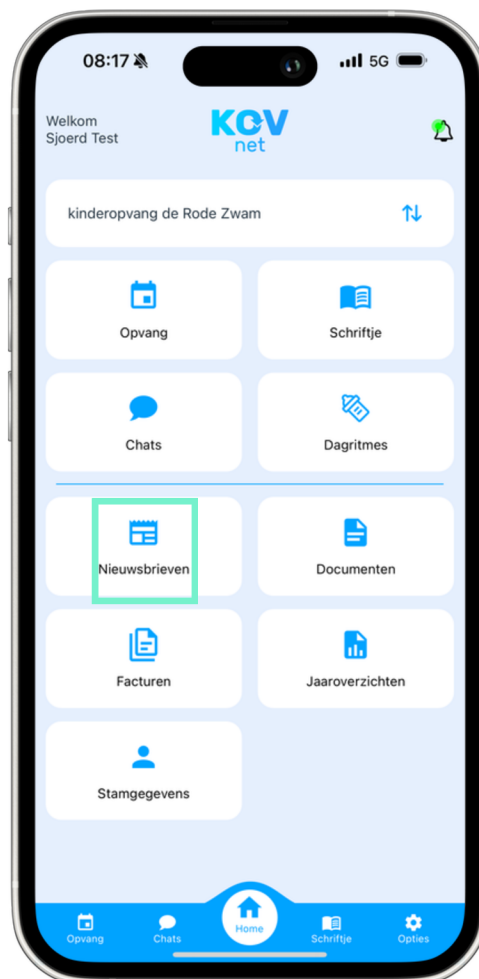 08:17
5G
Welkom
Sjoerd Test
KOV
net
kinderopvang de Rode Zwam
Opvang
Schriftje
Chats
Dagritmes
Nieuwsbrieven
Documenten
Facturen
Jaaroverzichten
Stamgegevens
Opvang
Chats
Home
Schriftje
Opties